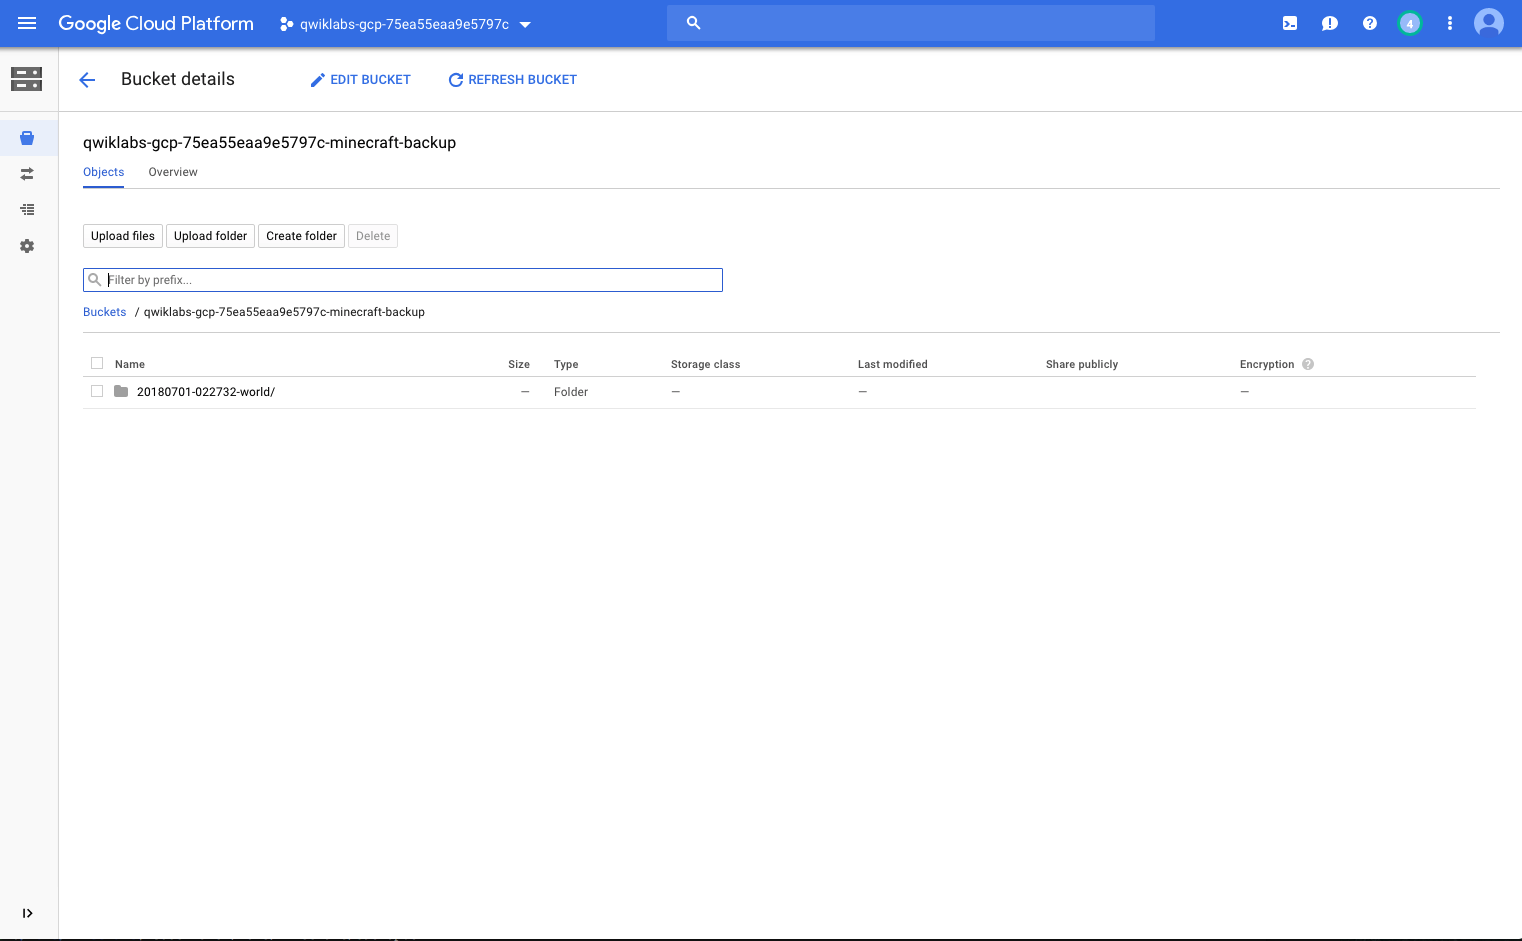 Google Cloud Platform qwiklabs-gcp-75ea55eaa9e5797c 4
Bucket details EDIT BUCKET REFRESH BUCKET
qwiklabs-gcp-75ea55eaa9e5797c-minecraft-backup
Objects Overview
Upload files Upload folder Create folder Delete
Filter by prefix...
Buckets / qwiklabs-gcp-75ea55eaa9e5797c-minecraft-backup
Name Size Type Storage class Last modified Share publicly Encryption ?
20180701-022732-world/ — Folder — — —